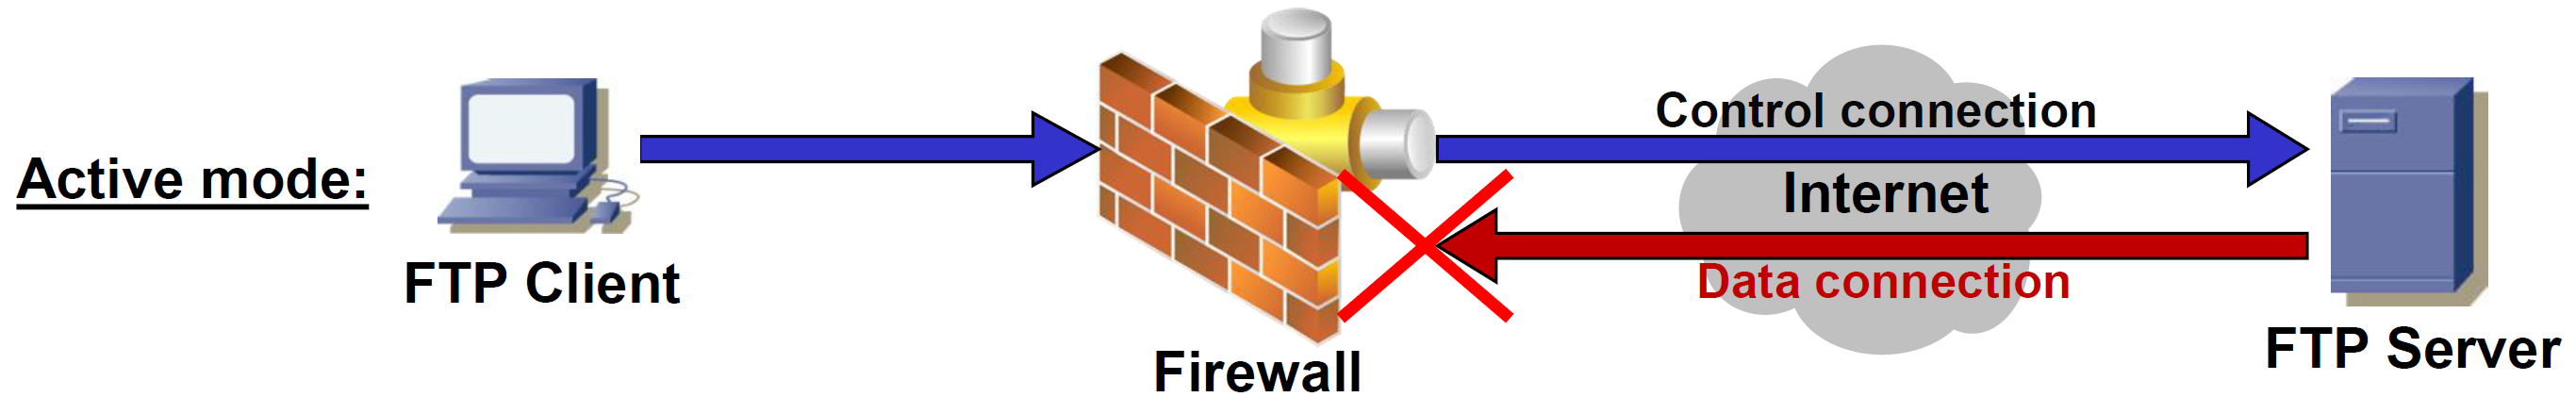 Active mode:
FTP Client
Firewall
Control connection
Internet
Data connection
FTP Server